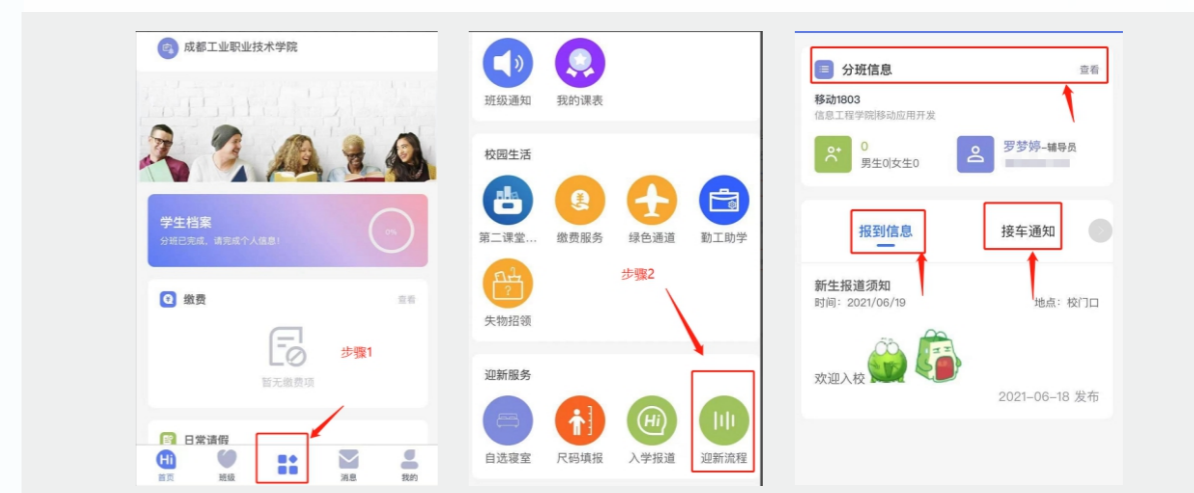 成都工业职业技术学院
学生档案
分班已完成，请完成个人信息！
0%
缴费
查看
步骤1
暂无缴费项
日常请假
Hi
首页
班级
消息
我的
班级通知
我的课表
校园生活
第二课堂...
缴费服务
绿色通道
勤工助学
步骤2
失物招领
迎新服务
Hi
自选寝室
尺码填报
入学报道
迎新流程
分班信息
查看
移动1803
信息工程学院|移动应用开发
0
男生0|女生0
罗梦婷-辅导员
报到信息
接车通知
新生报道须知
时间：2021/06/19
地点：校门口
欢迎入校
2021-06-18 发布